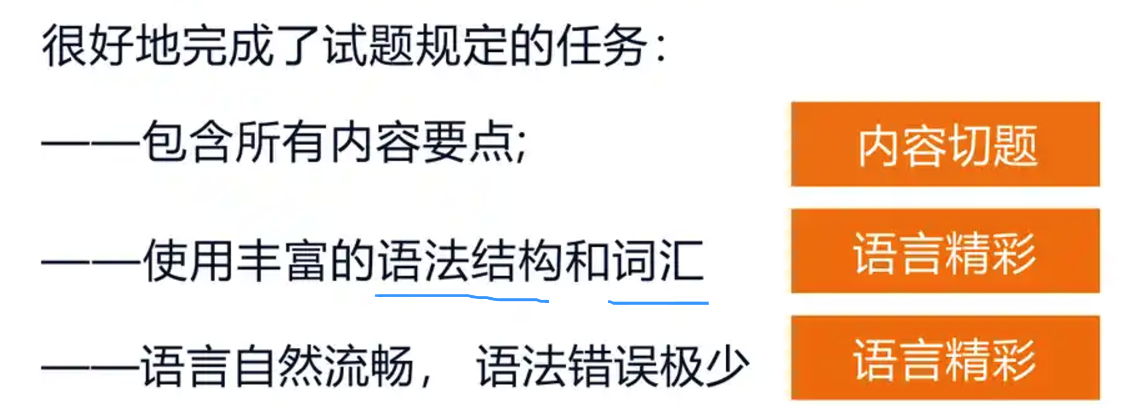 很好地完成了试题规定的任务：
——包含所有内容要点;
内容切题
——使用丰富的语法结构和词汇
语言精彩
——语言自然流畅， 语法错误极少
语言精彩